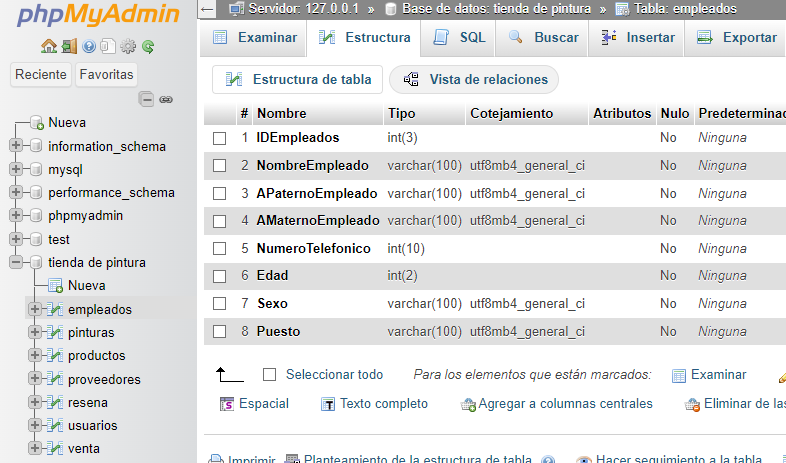 phpMyAdmin
Reciente Favoritas
Nueva
information_schema
mysql
performance_schema
phpmyadmin
test
tienda de pintura
Nueva
empleados
pinturas
productos
proveedores
resena
usuarios
venta
Servidor: 127.0.0.1 » Base de datos: tienda de pintura » Tabla: empleados
Examinar Estructura SQL Buscar Insertar Exportar
Estructura de tabla Vista de relaciones
# Nombre Tipo Cotejamiento Atributos Nulo Predeterminad
1 IDEmpleados int(3) No Ninguna
2 NombreEmpleado varchar(100) utf8mb4_general_ci No Ninguna
3 APaternoEmpleado varchar(100) utf8mb4_general_ci No Ninguna
4 AMaternoEmpleado varchar(100) utf8mb4_general_ci No Ninguna
5 NumeroTelefonico int(10) No Ninguna
6 Edad int(2) No Ninguna
7 Sexo varchar(100) utf8mb4_general_ci No Ninguna
8 Puesto varchar(100) utf8mb4_general_ci No Ninguna
Seleccionar todo Para los elementos que están marcados: Examinar
Espacial Texto completo Agregar a columnas centrales Eliminar de las
Imprimir Planteamiento de la estructura de tabla Hacer seguimiento a la tabla